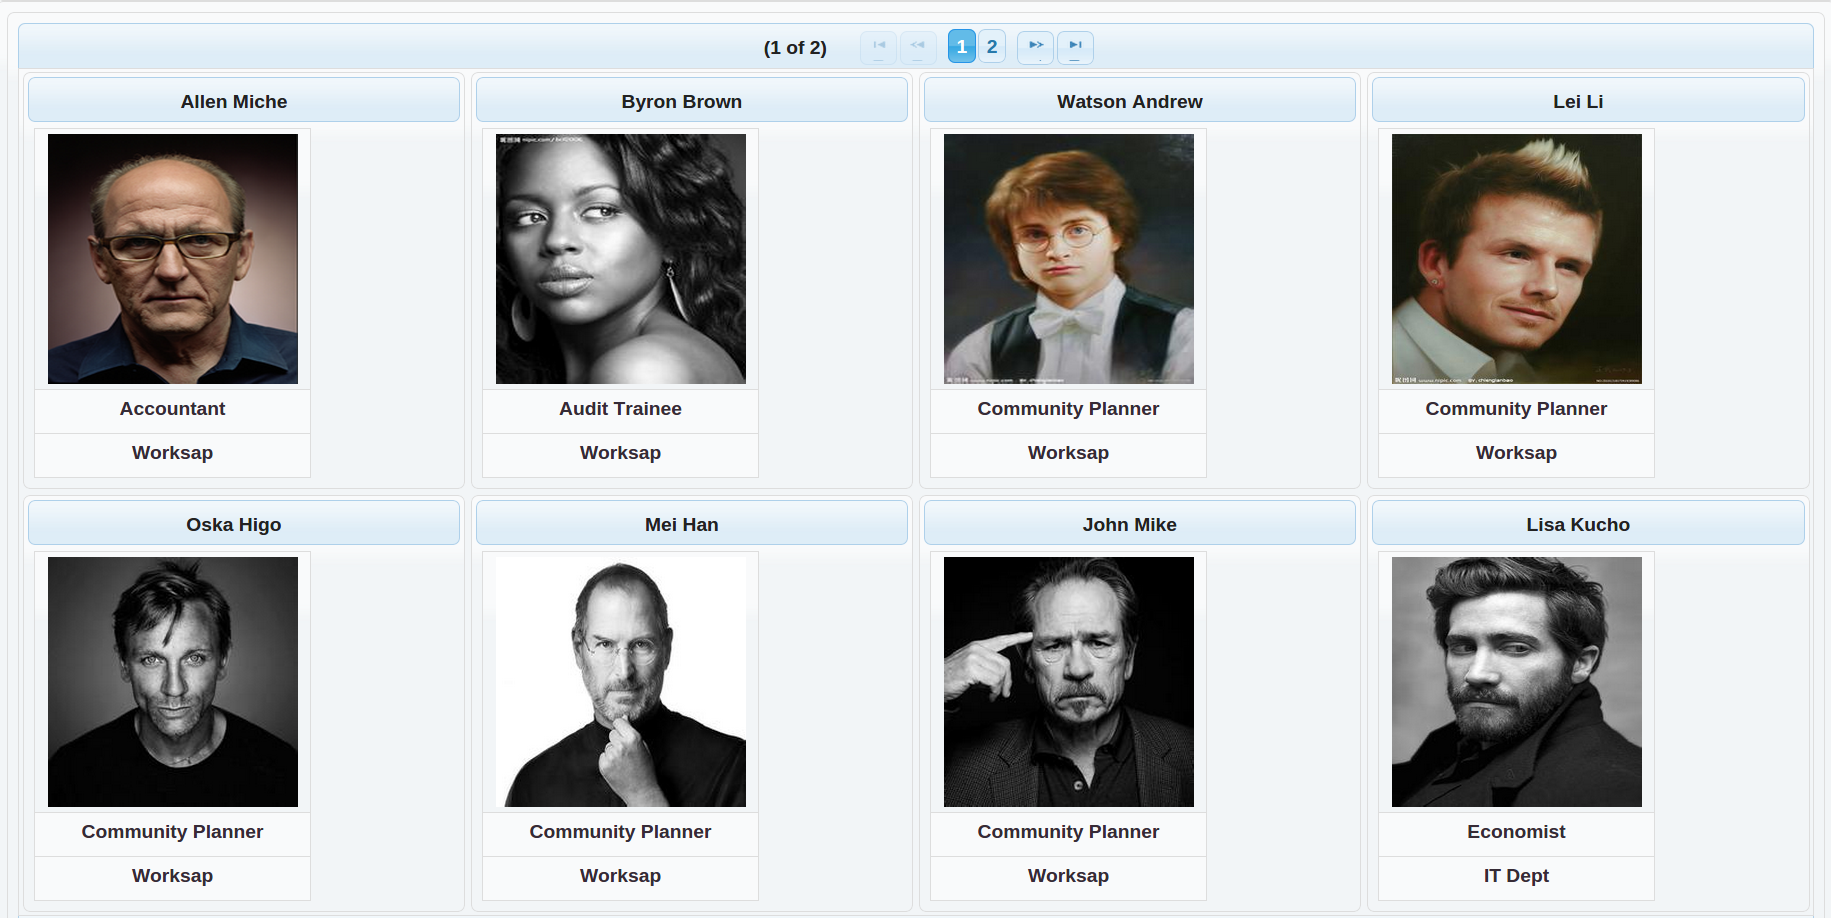 (1 of 2) 1 2
Allen Miche
Byron Brown
Watson Andrew
Lei Li
Accountant
Audit Trainee
Community Planner
Community Planner
Worksap
Worksap
Worksap
Worksap
Oska Higo
Mei Han
John Mike
Lisa Kucho
Community Planner
Community Planner
Community Planner
Economist
Worksap
Worksap
Worksap
IT Dept